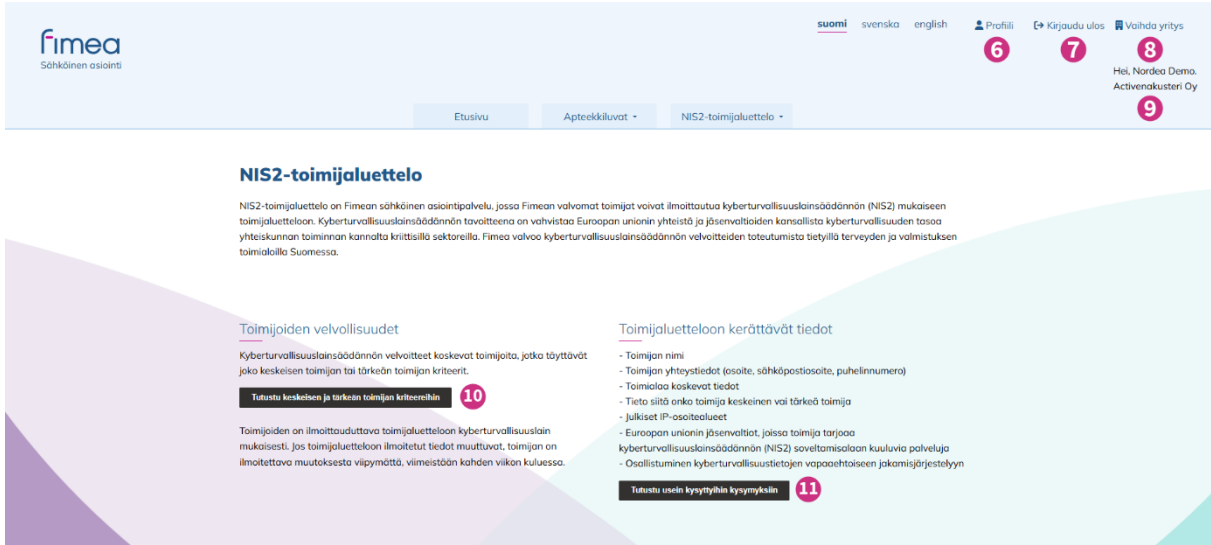 fimea
Sähköinen asiointi
suomi svenska english Profiili Kirjaudu ulos Vaihda yritys
6 7 8
Hei, Nordea Demo.
Activenakusteri Oy
9
Etusivu Apteekkiluvat NIS2-toimijaluettelo
NIS2-toimijaluettelo
NIS2-toimijaluettelo on Fimean sähköinen asiointipalvelu, jossa Fimean valvomat toimijat voivat ilmoittautua kyberturvallisuuslainsäädännön (NIS2) mukaiseen
toimijaluetteloon. Kyberturvallisuuslainsäädännön tavoitteena on vahvistaa Euroopan unionin yhteistä ja jäsenvaltioiden kansallista kyberturvallisuuden tasoa
yhteiskunnan toiminnan kannalta kriittisillä sektoreilla. Fimea valvoo kyberturvallisuuslainsäädännön velvoitteiden toteutumista tietyillä terveyden ja valmistuksen
toimialoilla Suomessa.
Toimijoiden velvollisuudet
Kyberturvallisuuslainsäädännön velvoitteet koskevat toimijoita, jotka täyttävät
joko keskeisen toimijan tai tärkeän toimijan kriteerit.
Tutustu keskeisen ja tärkeän toimijan kriteereihin 10
Toimijoiden on ilmoittauduttava toimijaluetteloon kyberturvallisuuslain
mukaisesti. Jos toimijaluetteloon ilmoitetut tiedot muuttuvat, toimijan on
ilmoitettava muutoksesta viipymättä, viimeistään kahden viikon kuluessa.
Toimijaluetteloon kerättävät tiedot
- Toimijan nimi
- Toimijan yhteystiedot (osoite, sähköpostiosoite, puhelinnumero)
- Toimialaa koskevat tiedot
- Tieto siitä onko toimija keskeinen vai tärkeä toimija
- Julkiset IP-osoitealueet
- Euroopan unionin jäsenvaltiot, joissa toimija tarjoaa
kyberturvallisuuslainsäädännön (NIS2) soveltamisalaan kuuluvia palveluja
- Osallistuminen kyberturvallisuustietojen vapaaehtoiseen jakamisjärjestelyyn
Tutustu usein kysyttyihin kysymyksiin 11